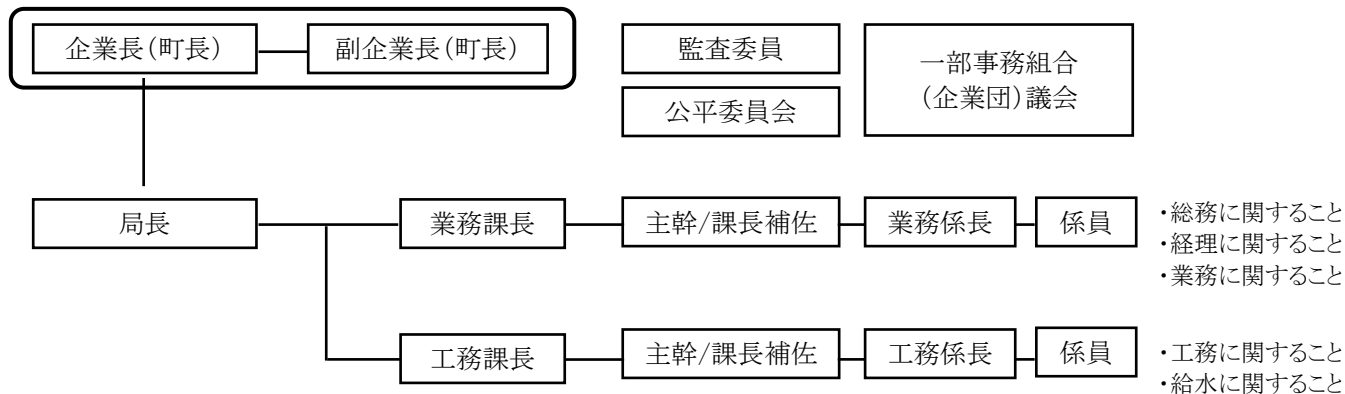 企業長(町長)
副企業長(町長)
監査委員
公平委員会
一部事務組合
(企業団)議会
局長
業務課長
主幹/課長補佐
業務係長
係員
・総務に関すること
・経理に関すること
・業務に関すること
工務課長
主幹/課長補佐
工務係長
係員
・工務に関すること
・給水に関すること